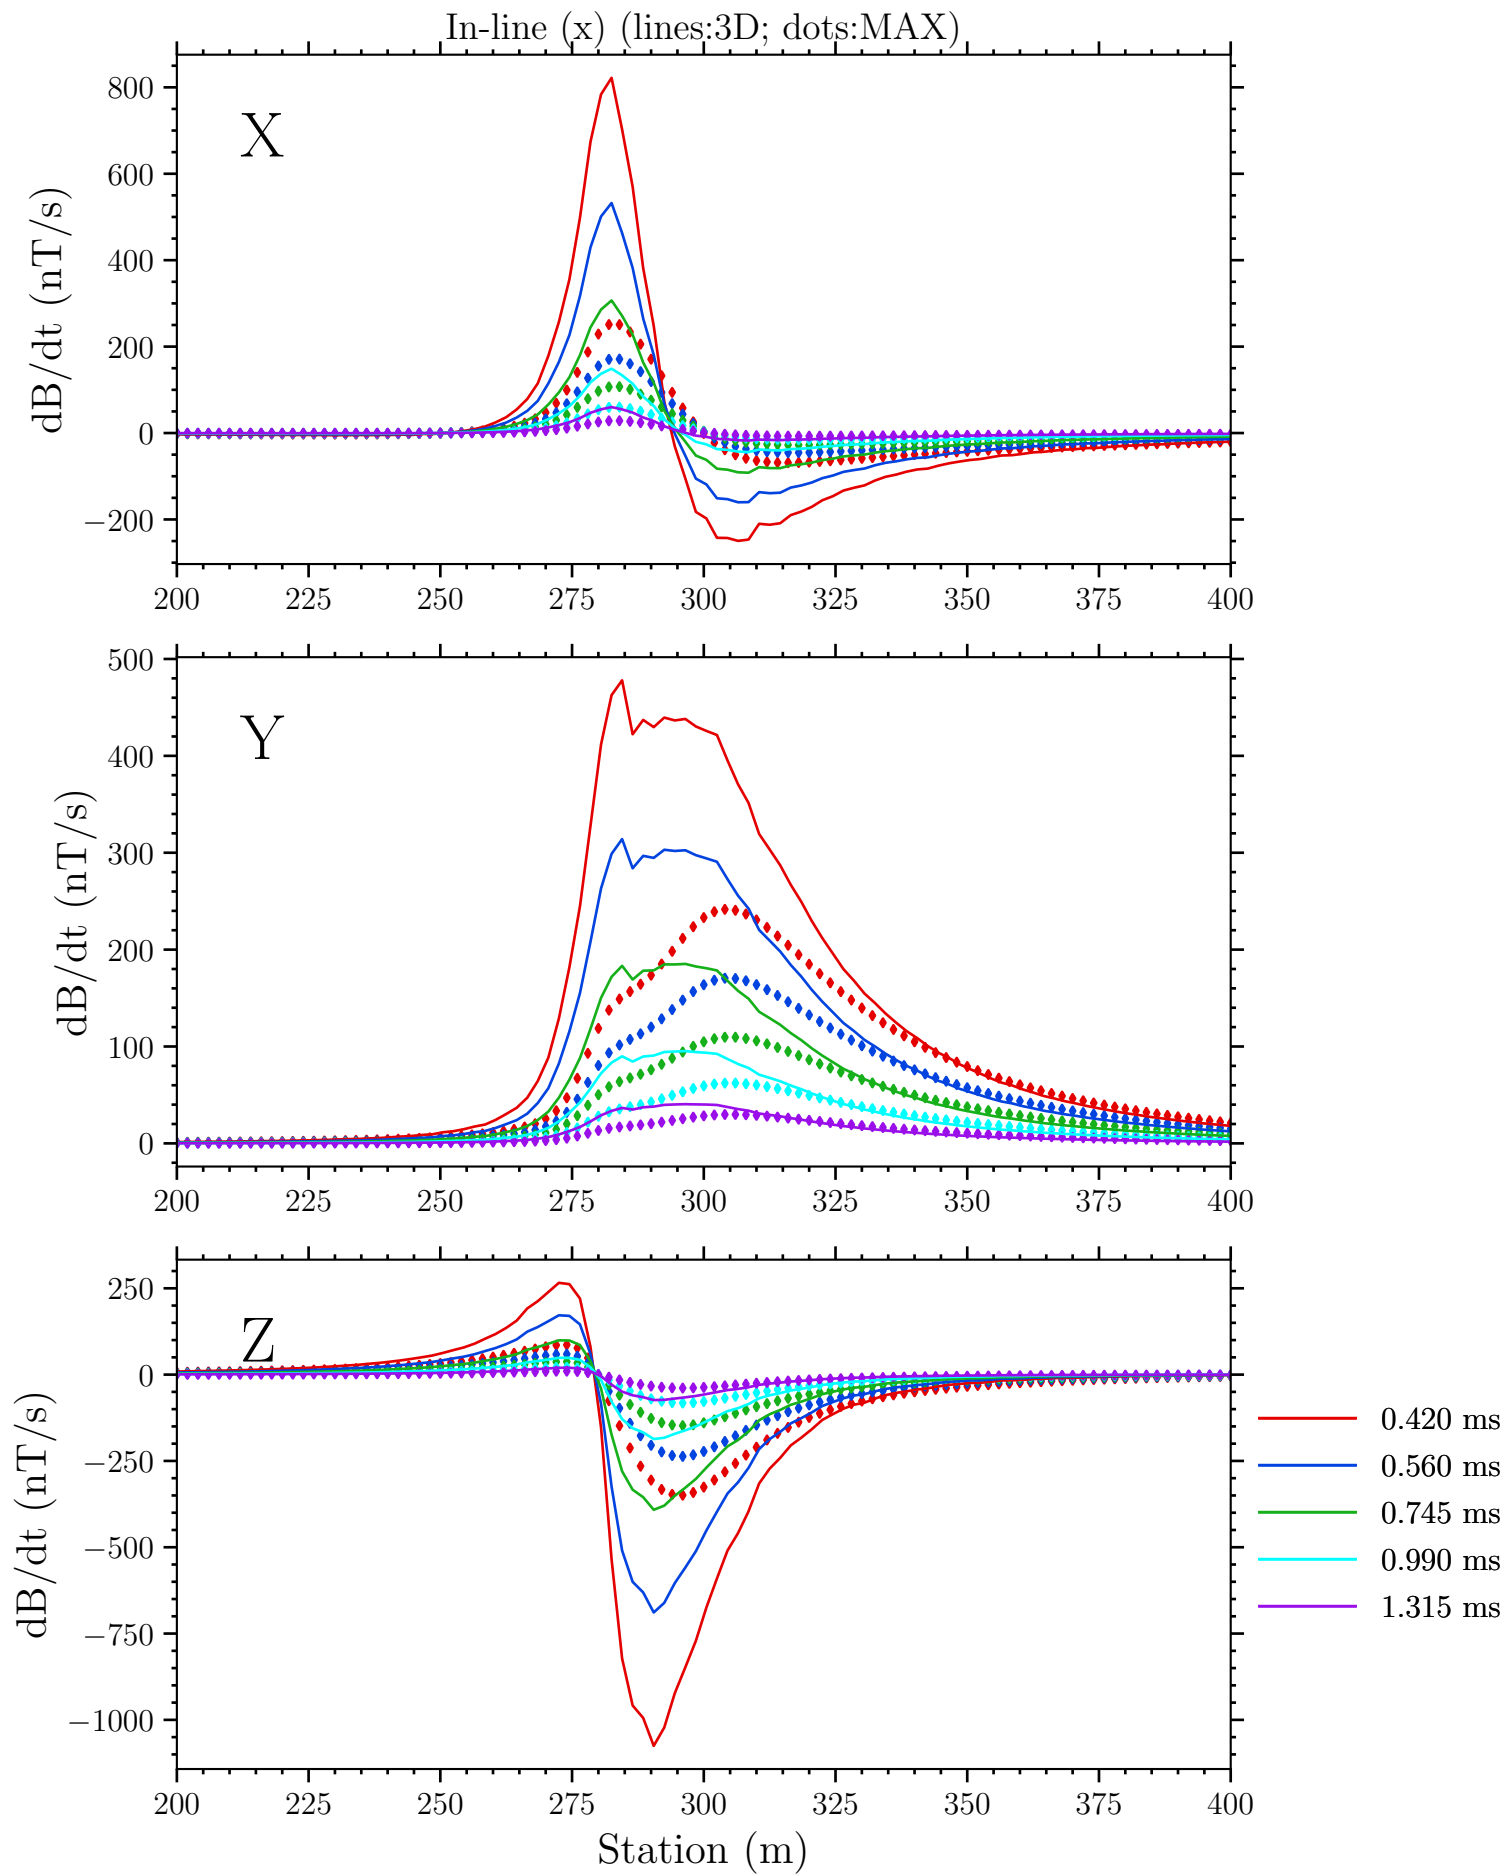 In-line (x) (lines:3D; dots:MAX)
X
dB/dt (nT/s)
800
600
400
200
0
−200
200 225 250 275 300 325 350 375 400
Y
dB/dt (nT/s)
500
400
300
200
100
0
200 225 250 275 300 325 350 375 400
Z
dB/dt (nT/s)
250
0
−250
−500
−750
−1000
200 225 250 275 300 325 350 375 400
Station (m)
0.420 ms
0.560 ms
0.745 ms
0.990 ms
1.315 ms